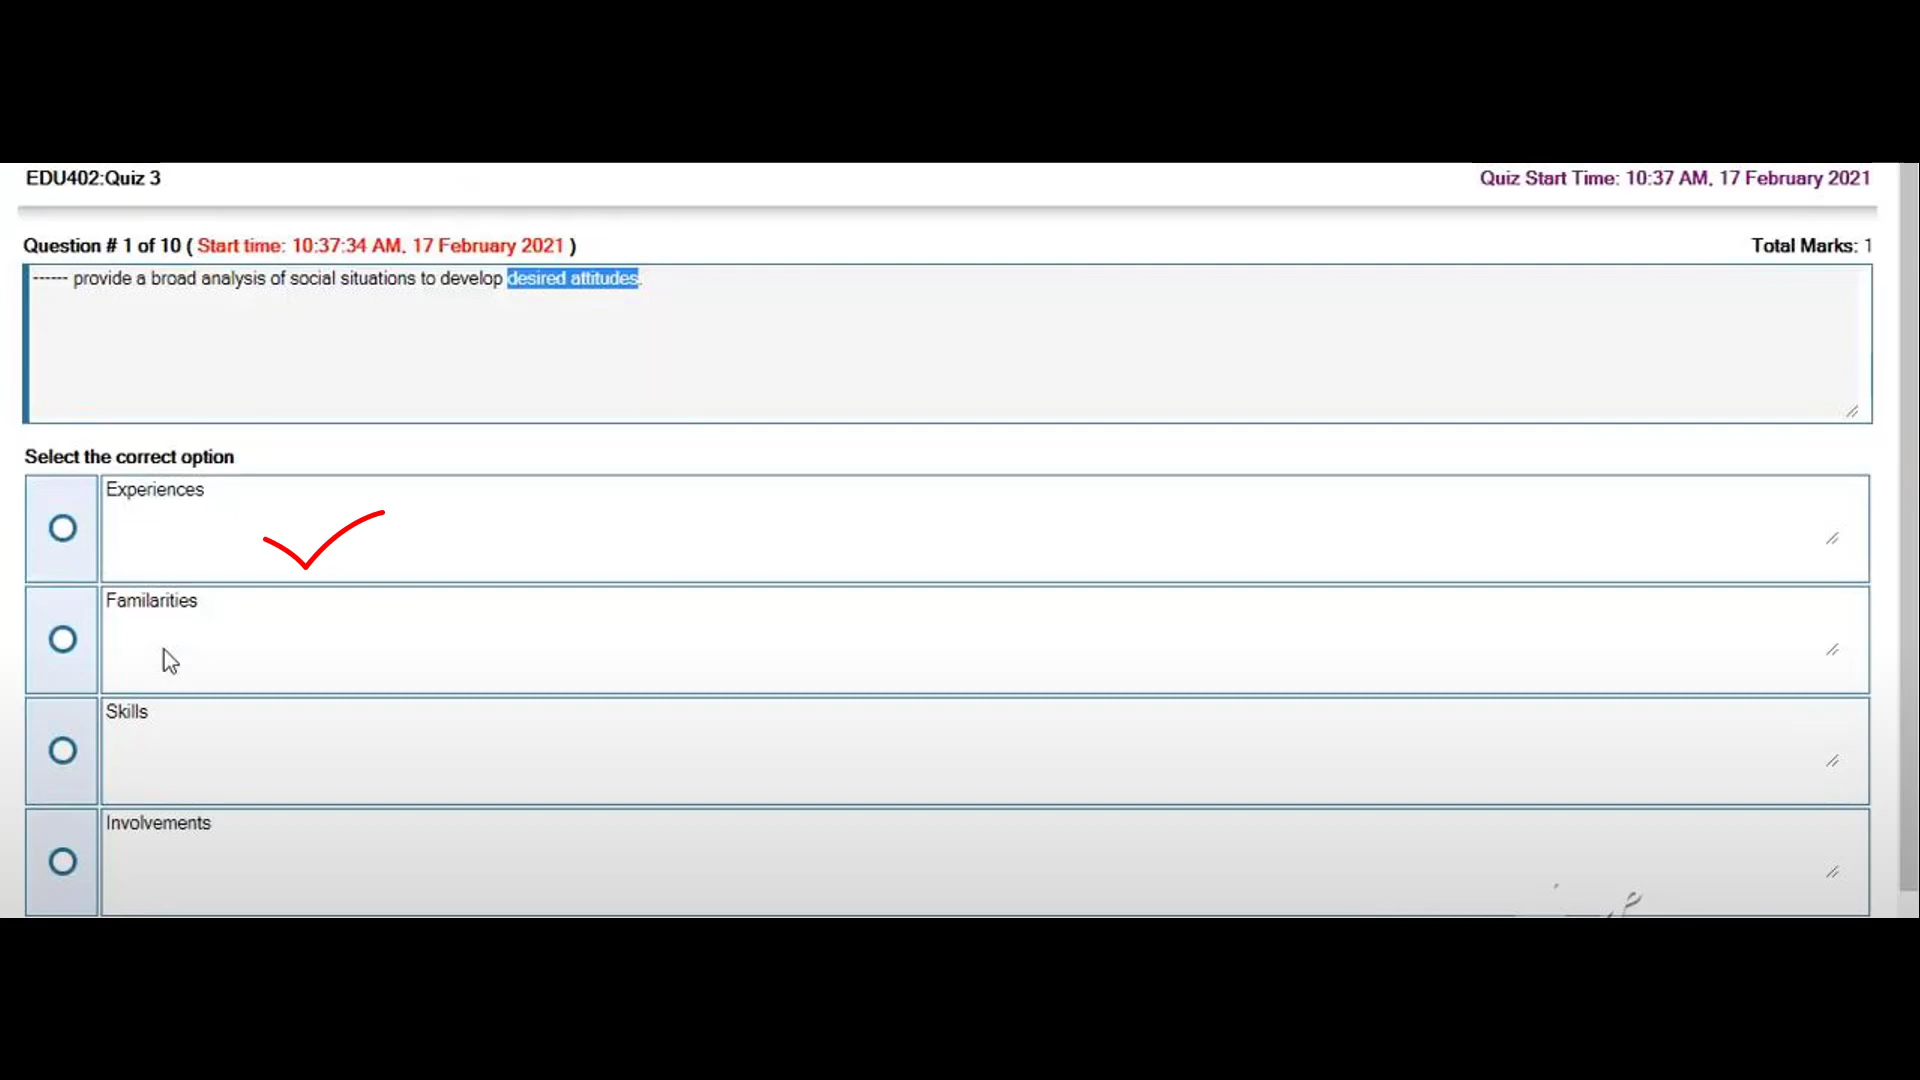 EDU402:Quiz 3
Quiz Start Time: 10:37 AM, 17 February 2021
Question # 1 of 10 ( Start time: 10:37:34 AM, 17 February 2021 )
Total Marks: 1
------ provide a broad analysis of social situations to develop desired attitudes.
Select the correct option
Experiences
Familarities
Skills
Involvements